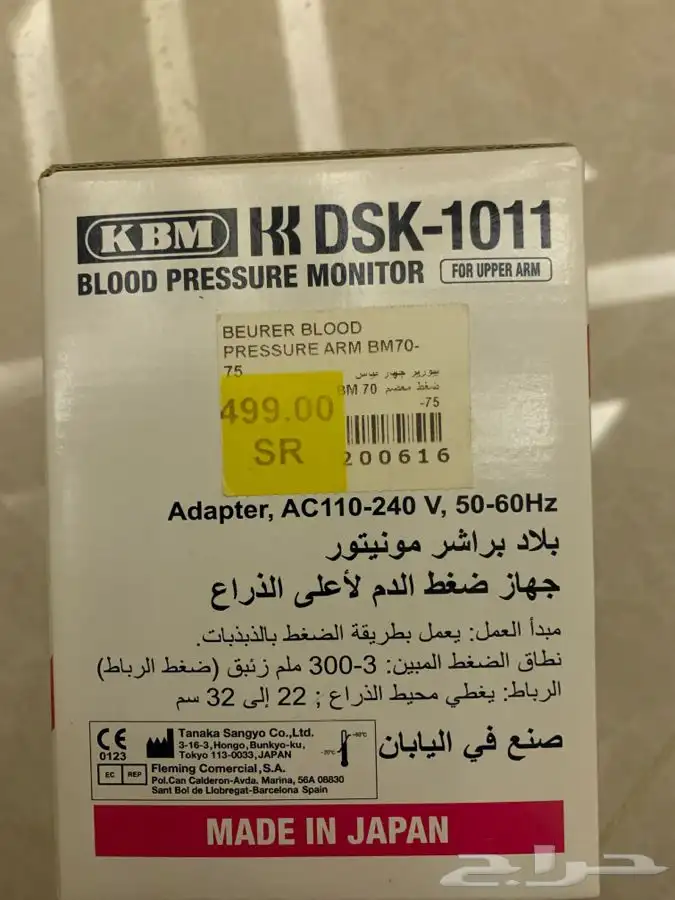 KBM DSK-1011
BLOOD PRESSURE MONITOR FOR UPPER ARM
BEURER BLOOD
PRESSURE ARM BM70-
75
بيورير جهاز قياس
ضغط معصم BM 70
-75
499.00
SR
200616
Adapter, AC110-240 V, 50-60Hz
بلاد براشر مونيتور
جهاز ضغط الدم لأعلى الذراع
مبدأ العمل: يعمل بطريقة الضغط بالذبذبات.
نطاق الضغط المبين: 3-300 ملم زئبق (ضغط الرباط)
الرباط: يغطي محيط الذراع ; 22 إلى 32 سم
صنع في اليابان
CE
0123
Tanaka Sangyo Co.,Ltd.
3-16-3, Hongo, Bunkyo-ku,
Tokyo 113-0033, JAPAN
-20°C
+60°C
EC REP
Fleming Comercial,S.A.
Pol.Can Calderon-Avda. Marina, 56A 08830
Sant Bol de Llobregat-Barcelona Spain
MADE IN JAPAN
حراج